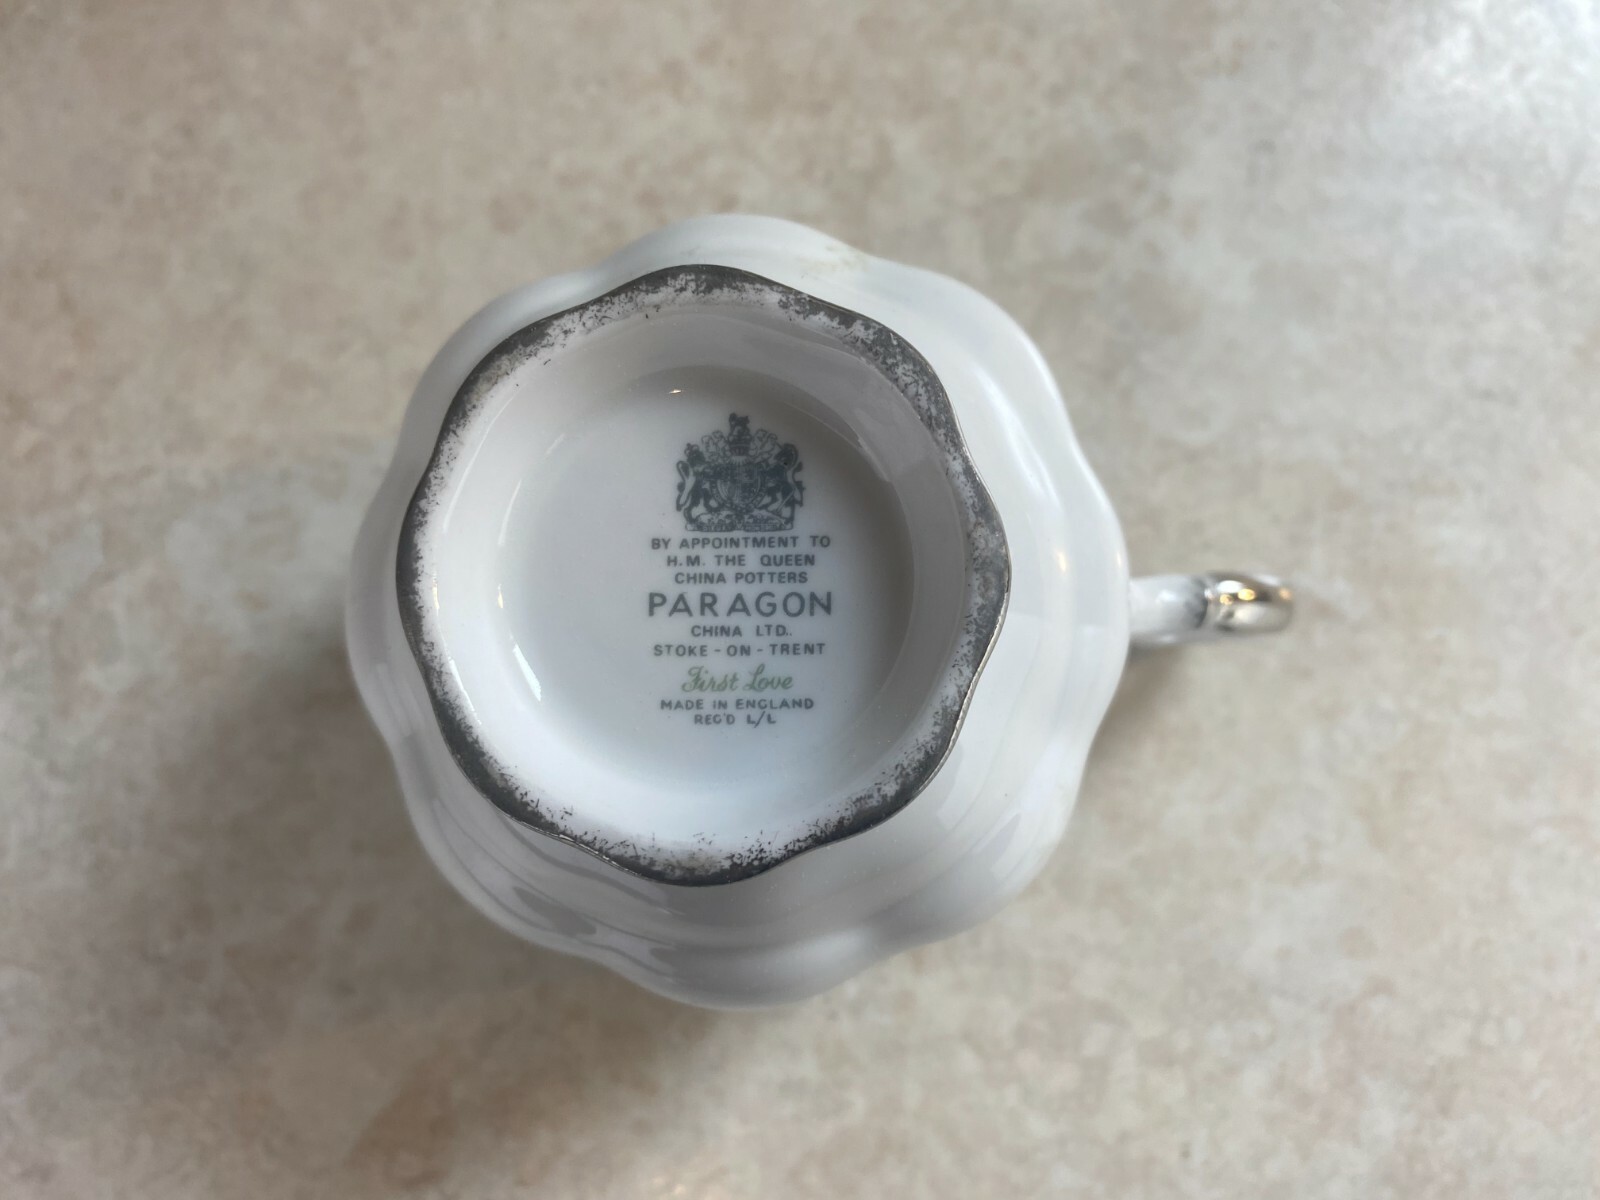 BY APPOINTMENT TO
H.M. THE QUEEN
CHINA POTTERS
PARAGON
CHINA LTD.
STOKE-ON-TRENT
First Love
MADE IN ENGLAND
REG'D L/L